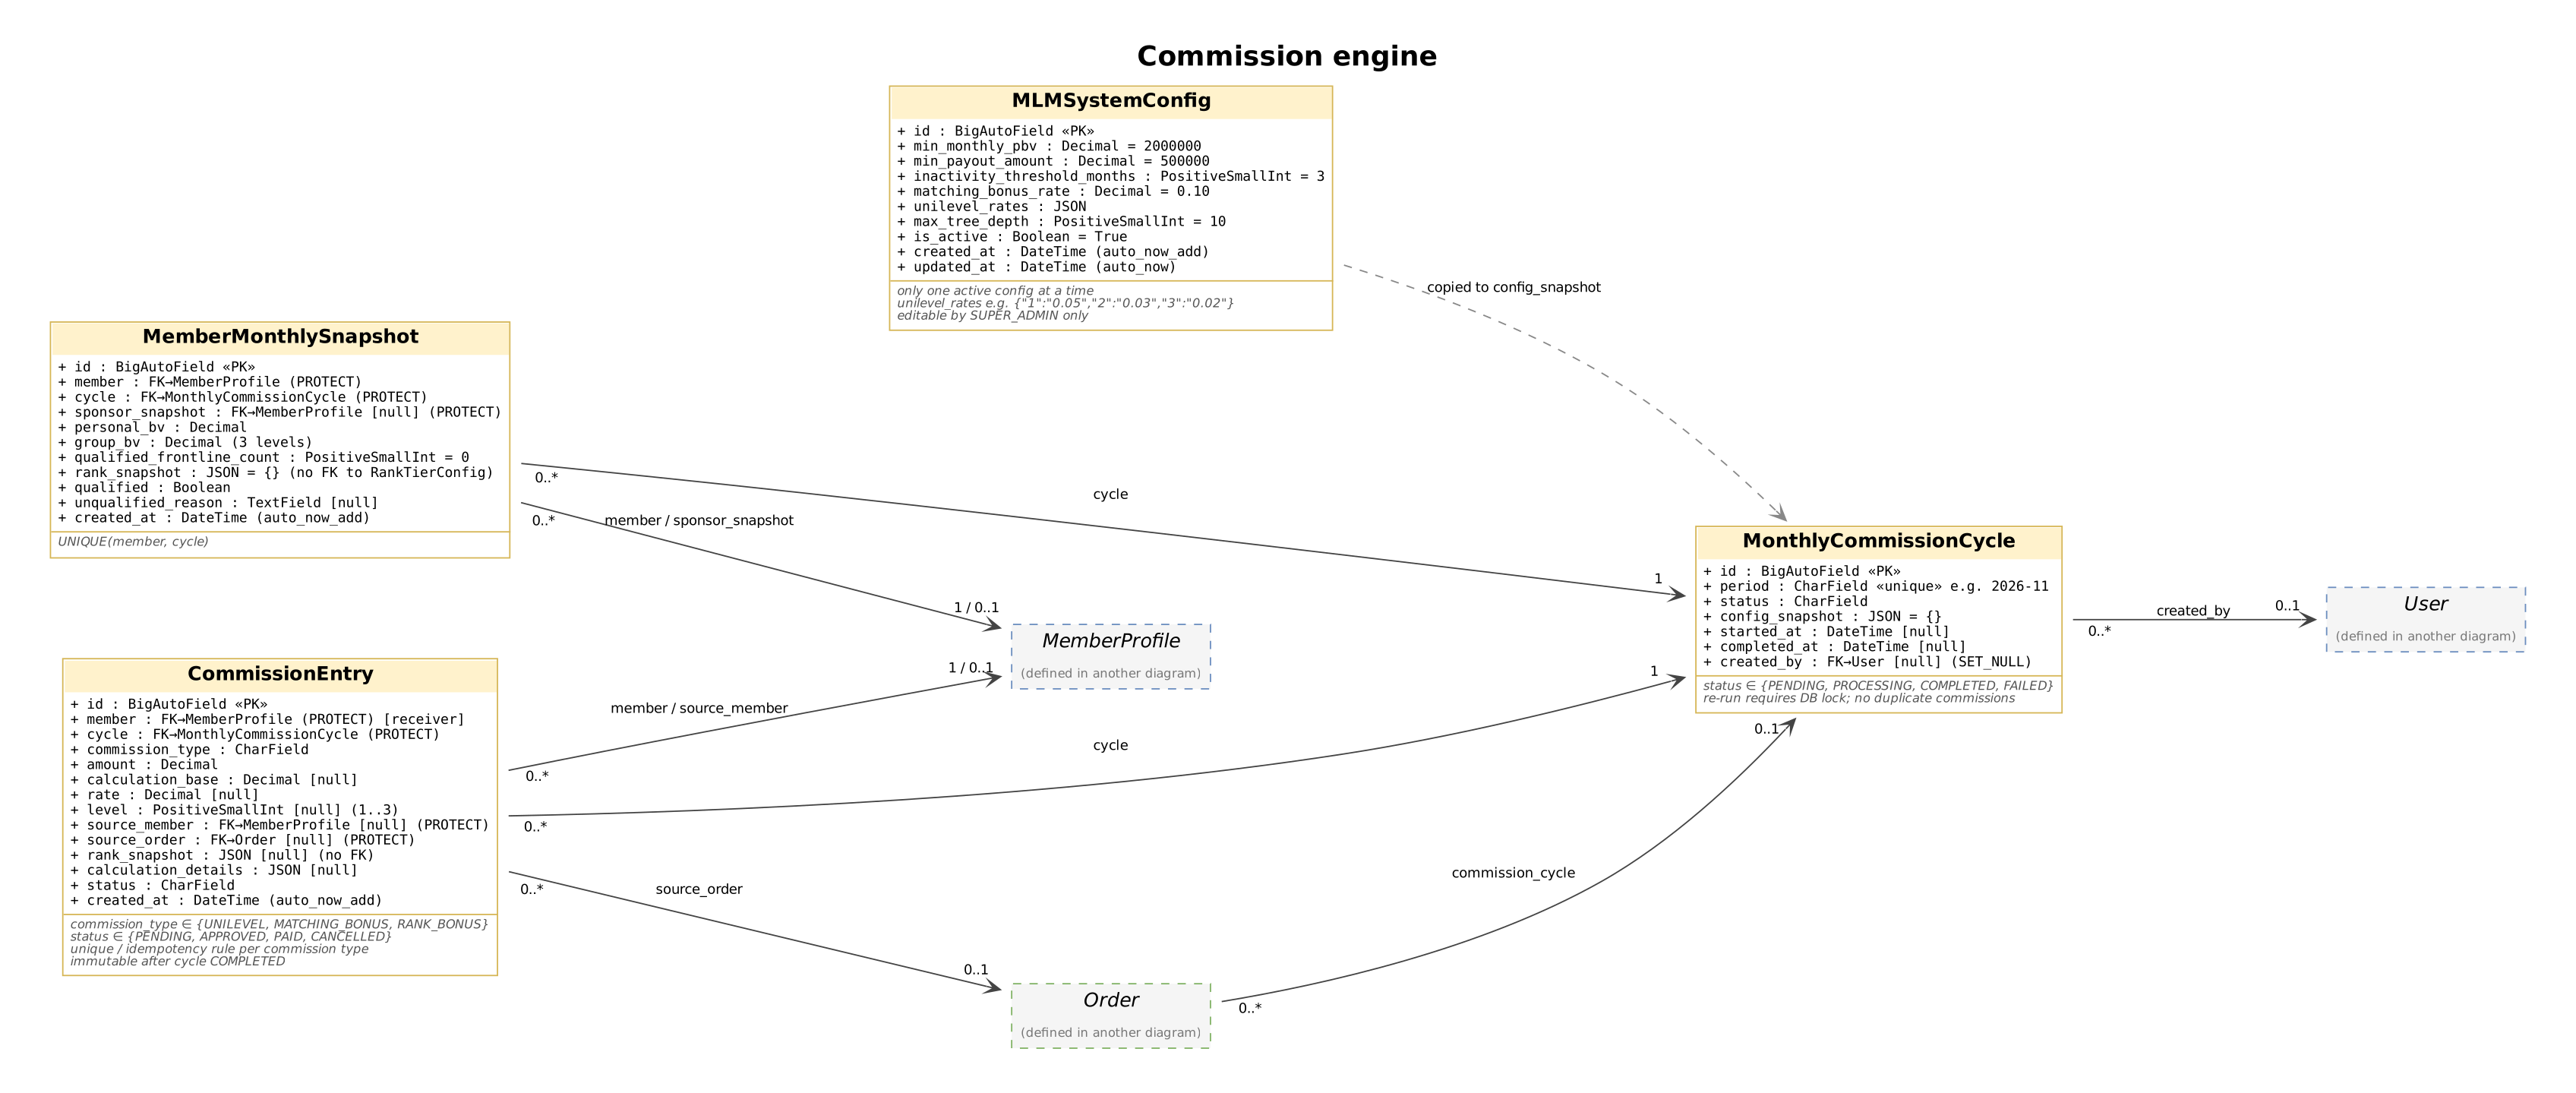 Commission engine
MLMSystemConfig
+ id : BigAutoField «PK»
+ min_monthly_pbv : Decimal = 2000000
+ min_payout_amount : Decimal = 500000
+ inactivity_threshold_months : PositiveSmallInt = 3
+ matching_bonus_rate : Decimal = 0.10
+ unilevel_rates : JSON
+ max_tree_depth : PositiveSmallInt = 10
+ is_active : Boolean = True
+ created_at : DateTime (auto_now_add)
+ updated_at : DateTime (auto_now)
only one active config at a time
unilevel_rates e.g. {"1":"0.05","2":"0.03","3":"0.02"}
editable by SUPER_ADMIN only
copied to config_snapshot
MemberMonthlySnapshot
+ id : BigAutoField «PK»
+ member : FK→MemberProfile (PROTECT)
+ cycle : FK→MonthlyCommissionCycle (PROTECT)
+ sponsor_snapshot : FK→MemberProfile [null] (PROTECT)
+ personal_bv : Decimal
+ group_bv : Decimal (3 levels)
+ qualified_frontline_count : PositiveSmallInt = 0
+ rank_snapshot : JSON = {} (no FK to RankTierConfig)
+ qualified : Boolean
+ unqualified_reason : TextField [null]
+ created_at : DateTime (auto_now_add)
UNIQUE(member, cycle)
0..*
cycle
1
0..*
member / sponsor_snapshot
1 / 0..1
MemberProfile
(defined in another diagram)
MonthlyCommissionCycle
+ id : BigAutoField «PK»
+ period : CharField «unique» e.g. 2026-11
+ status : CharField
+ config_snapshot : JSON = {}
+ started_at : DateTime [null]
+ completed_at : DateTime [null]
+ created_by : FK→User [null] (SET_NULL)
status ∈ {PENDING, PROCESSING, COMPLETED, FAILED}
re-run requires DB lock; no duplicate commissions
0..*
created_by
0..1
User
(defined in another diagram)
CommissionEntry
+ id : BigAutoField «PK»
+ member : FK→MemberProfile (PROTECT) [receiver]
+ cycle : FK→MonthlyCommissionCycle (PROTECT)
+ commission_type : CharField
+ amount : Decimal
+ calculation_base : Decimal [null]
+ rate : Decimal [null]
+ level : PositiveSmallInt [null] (1..3)
+ source_member : FK→MemberProfile [null] (PROTECT)
+ source_order : FK→Order [null] (PROTECT)
+ rank_snapshot : JSON [null] (no FK)
+ calculation_details : JSON [null]
+ status : CharField
+ created_at : DateTime (auto_now_add)
commission_type ∈ {UNILEVEL, MATCHING_BONUS, RANK_BONUS}
status ∈ {PENDING, APPROVED, PAID, CANCELLED}
unique / idempotency rule per commission type
immutable after cycle COMPLETED
0..*
member / source_member
1 / 0..1
0..*
cycle
1
0..*
source_order
0..1
Order
(defined in another diagram)
0..*
commission_cycle
0..1